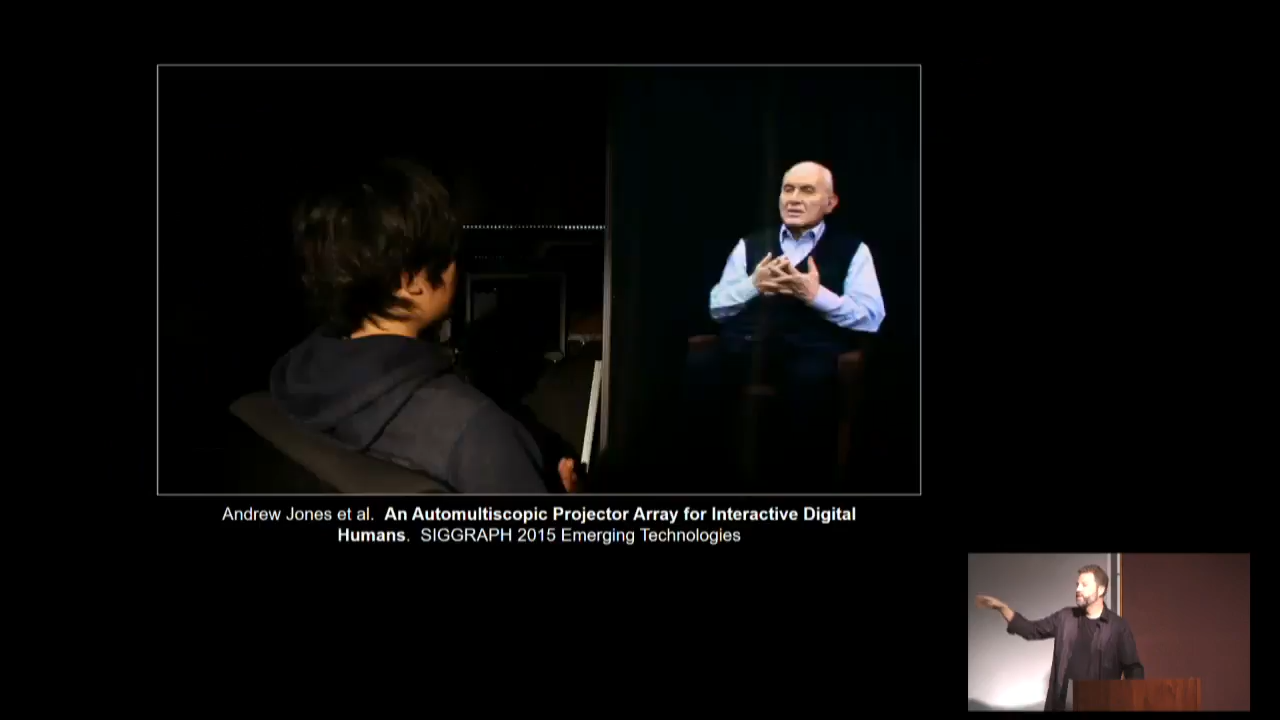 Andrew Jones et al. An Automultiscopic Projector Array for Interactive Digital
Humans. SIGGRAPH 2015 Emerging Technologies